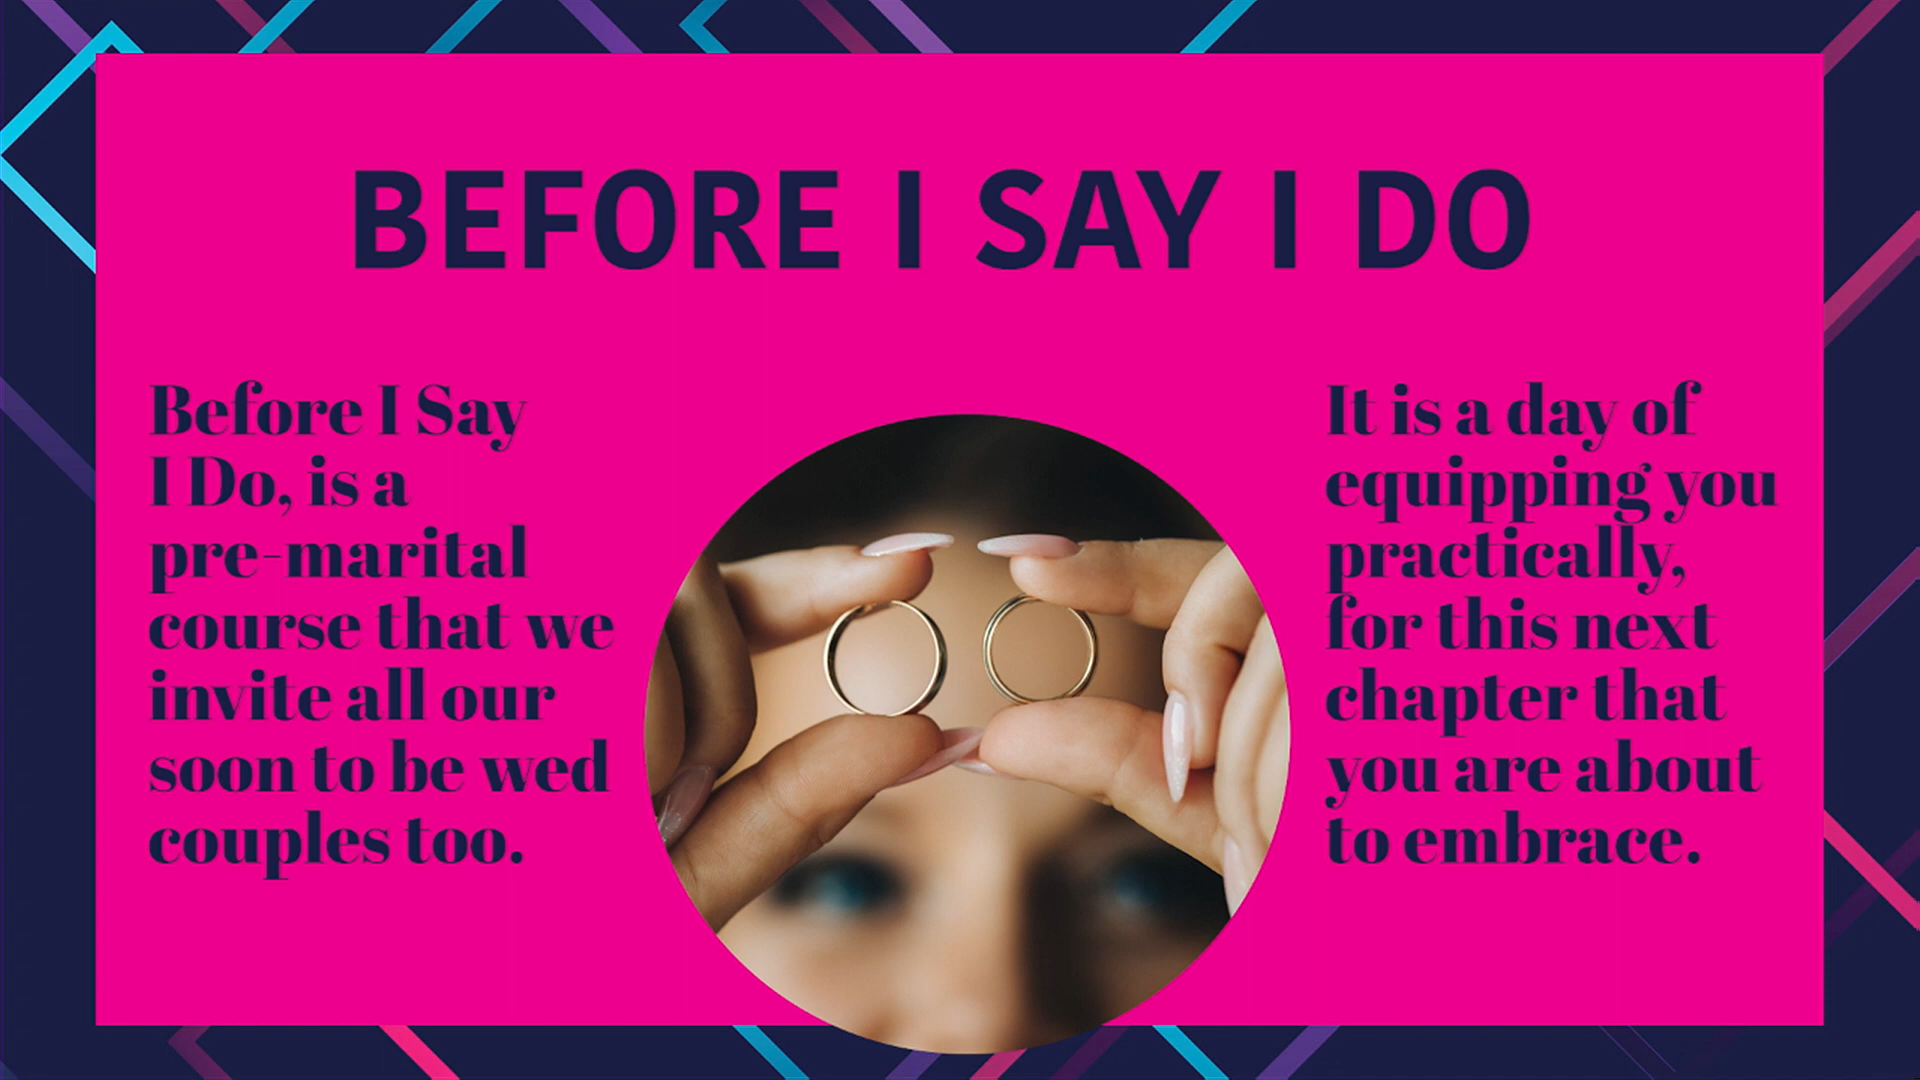 BEFORE I SAY I DO
Before I Say
I Do, is a
pre-marital
course that we
invite all our
soon to be wed
couples too.
It is a day of
equipping you
practically,
for this next
chapter that
you are about
to embrace.